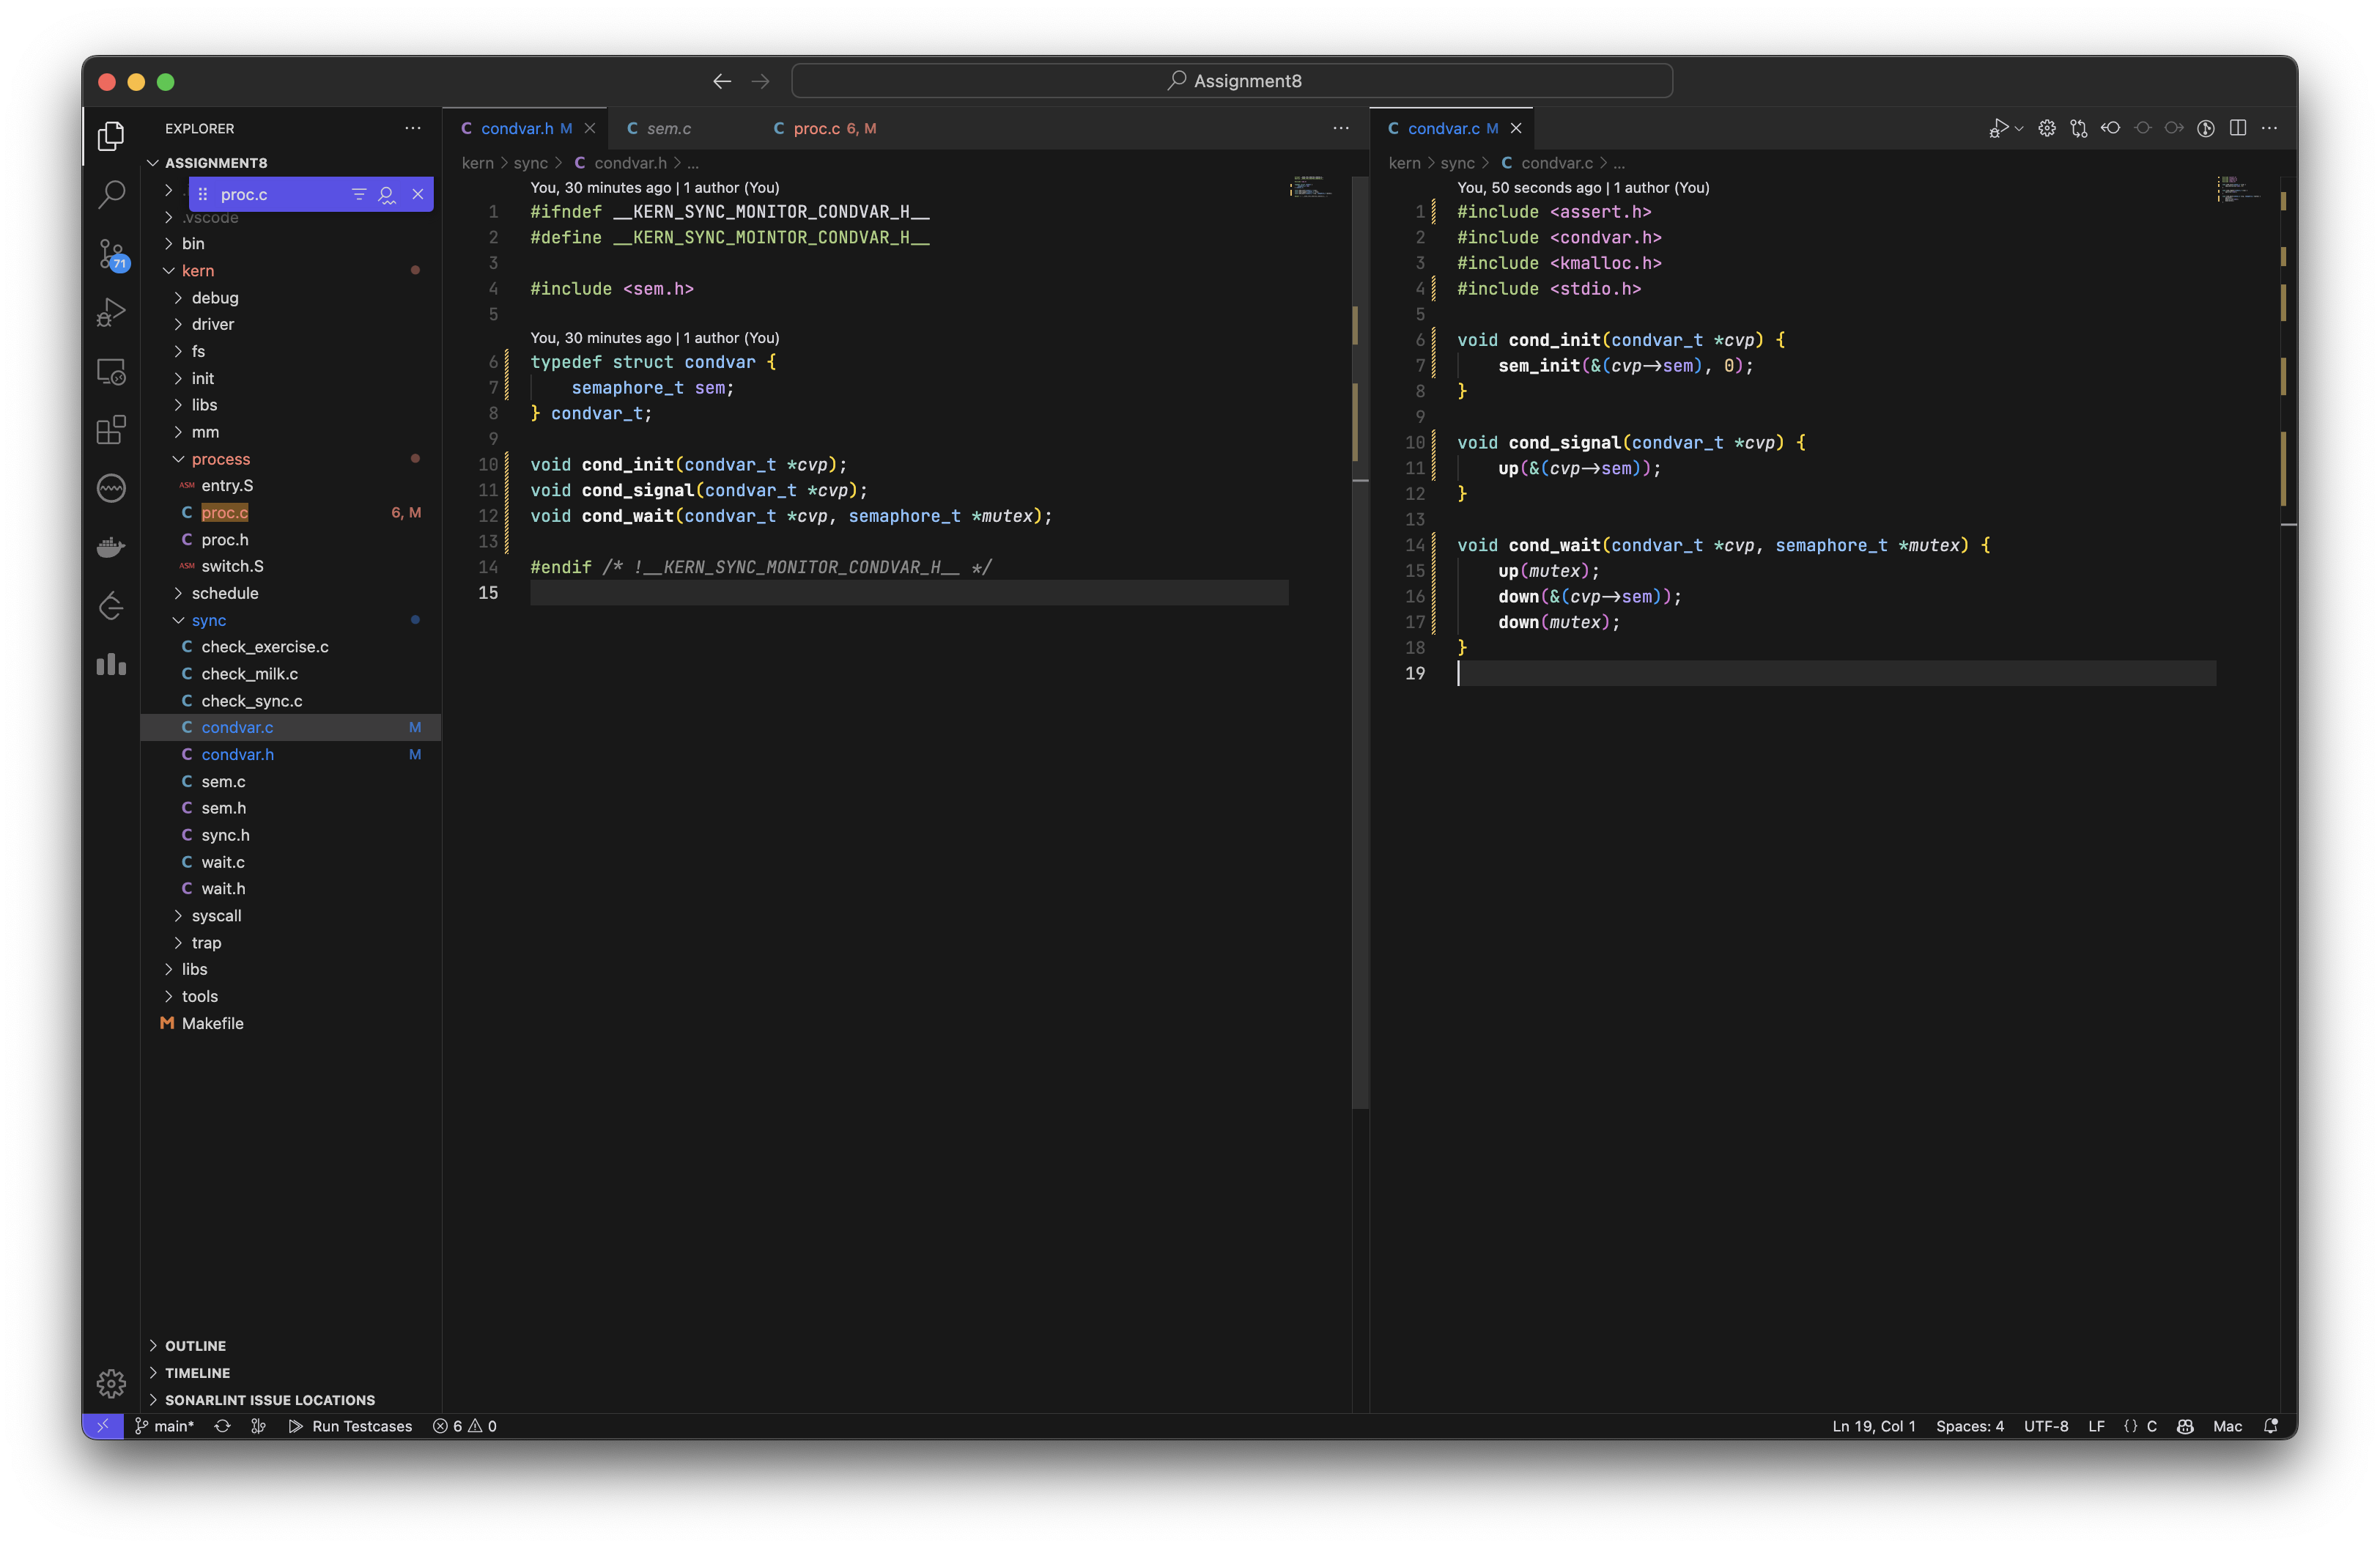 Assignment8
EXPLORER
ASSIGNMENT8
proc.c
.vscode
bin
71
kern
debug
driver
fs
init
libs
mm
process
ASM entry.S
C proc.c 6, M
C proc.h
ASM switch.S
schedule
sync
C check_exercise.c
C check_milk.c
C check_sync.c
C condvar.c M
C condvar.h M
C sem.c
C sem.h
C sync.h
C wait.c
C wait.h
syscall
trap
libs
tools
M Makefile
OUTLINE
TIMELINE
SONARLINT ISSUE LOCATIONS
C condvar.h M
C sem.c
C proc.c 6, M
kern > sync > C condvar.h > ...
You, 30 minutes ago | 1 author (You)
1 #ifndef __KERN_SYNC_MONITOR_CONDVAR_H__
2 #define __KERN_SYNC_MOINTOR_CONDVAR_H__
3
4 #include <sem.h>
5
You, 30 minutes ago | 1 author (You)
6 typedef struct condvar {
7 semaphore_t sem;
8 } condvar_t;
9
10 void cond_init(condvar_t *cvp);
11 void cond_signal(condvar_t *cvp);
12 void cond_wait(condvar_t *cvp, semaphore_t *mutex);
13
14 #endif /* !__KERN_SYNC_MONITOR_CONDVAR_H__ */
15
C condvar.c M
kern > sync > C condvar.c > ...
You, 50 seconds ago | 1 author (You)
1 #include <assert.h>
2 #include <condvar.h>
3 #include <kmalloc.h>
4 #include <stdio.h>
5
6 void cond_init(condvar_t *cvp) {
7 sem_init(&(cvp->sem), 0);
8 }
9
10 void cond_signal(condvar_t *cvp) {
11 up(&(cvp->sem));
12 }
13
14 void cond_wait(condvar_t *cvp, semaphore_t *mutex) {
15 up(mutex);
16 down(&(cvp->sem));
17 down(mutex);
18 }
19
main*
Run Testcases
6
0
Ln 19, Col 1
Spaces: 4
UTF-8
LF
{} C
Mac